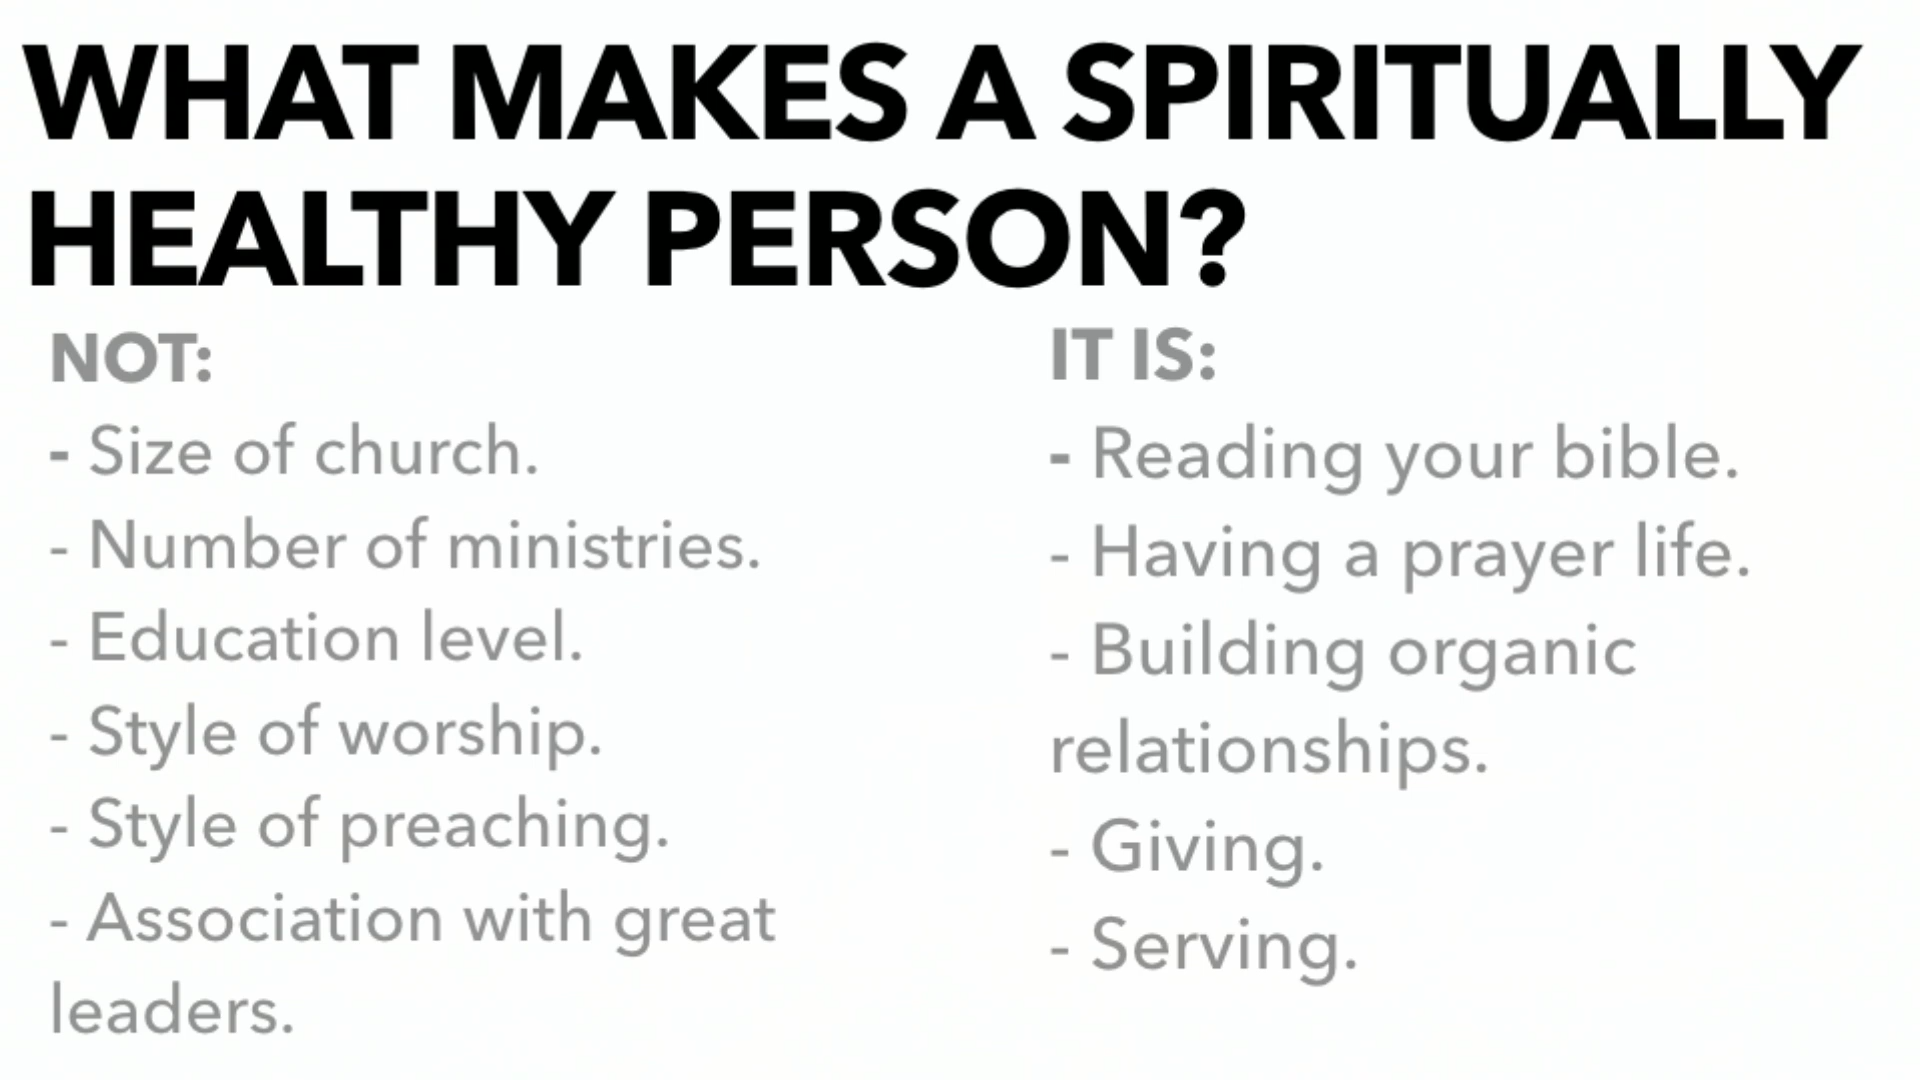 WHAT MAKES A SPIRITUALLY
HEALTHY PERSON?
NOT:
- Size of church.
- Number of ministries.
- Education level.
- Style of worship.
- Style of preaching.
- Association with great
leaders.
IT IS:
- Reading your bible.
- Having a prayer life.
- Building organic
relationships.
- Giving.
- Serving.